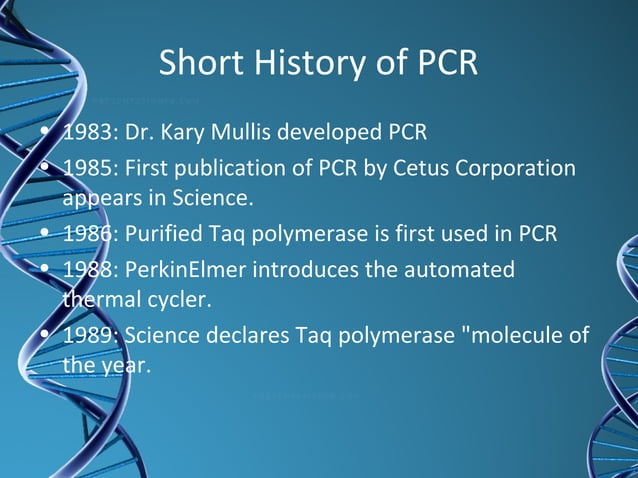 Short History of PCR
• 1983: Dr. Kary Mullis developed PCR
• 1985: First publication of PCR by Cetus Corporation
appears in Science.
• 1986: Purified Taq polymerase is first used in PCR
• 1988: PerkinElmer introduces the automated
thermal cycler.
• 1989: Science declares Taq polymerase "molecule of
the year.